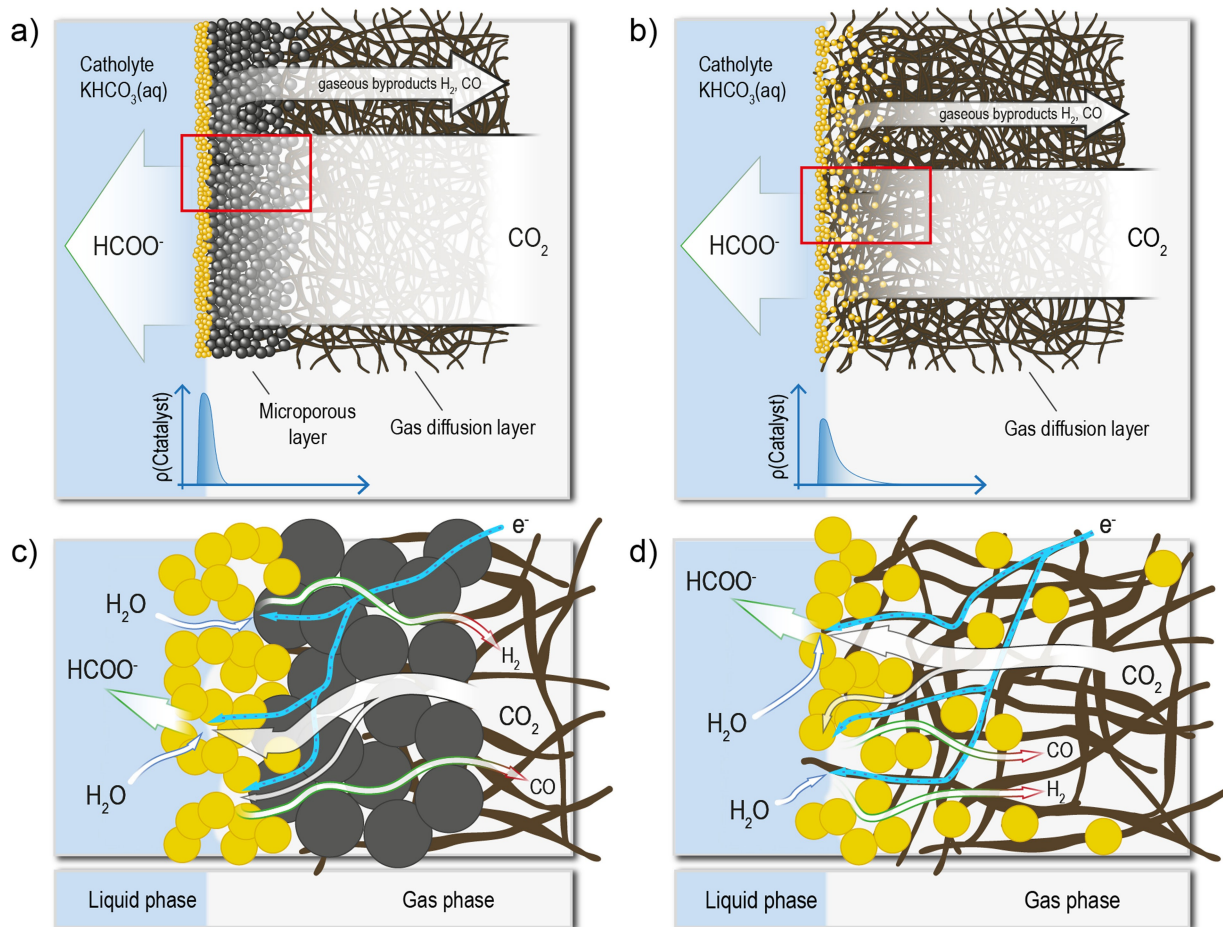 a)
Catholyte
KHCO₃(aq)
gaseous byproducts H₂, CO
HCOO⁻
CO₂
Microporous
layer
Gas diffusion layer
ρ(Ctatalyst)
b)
Catholyte
KHCO₃(aq)
gaseous byproducts H₂, CO
HCOO⁻
CO₂
Gas diffusion layer
ρ(Catalyst)
c)
e⁻
H₂O
H₂
HCOO⁻
CO₂
CO
H₂O
Liquid phase
Gas phase
d)
e⁻
HCOO⁻
CO₂
H₂O
CO
H₂
H₂O
Liquid phase
Gas phase